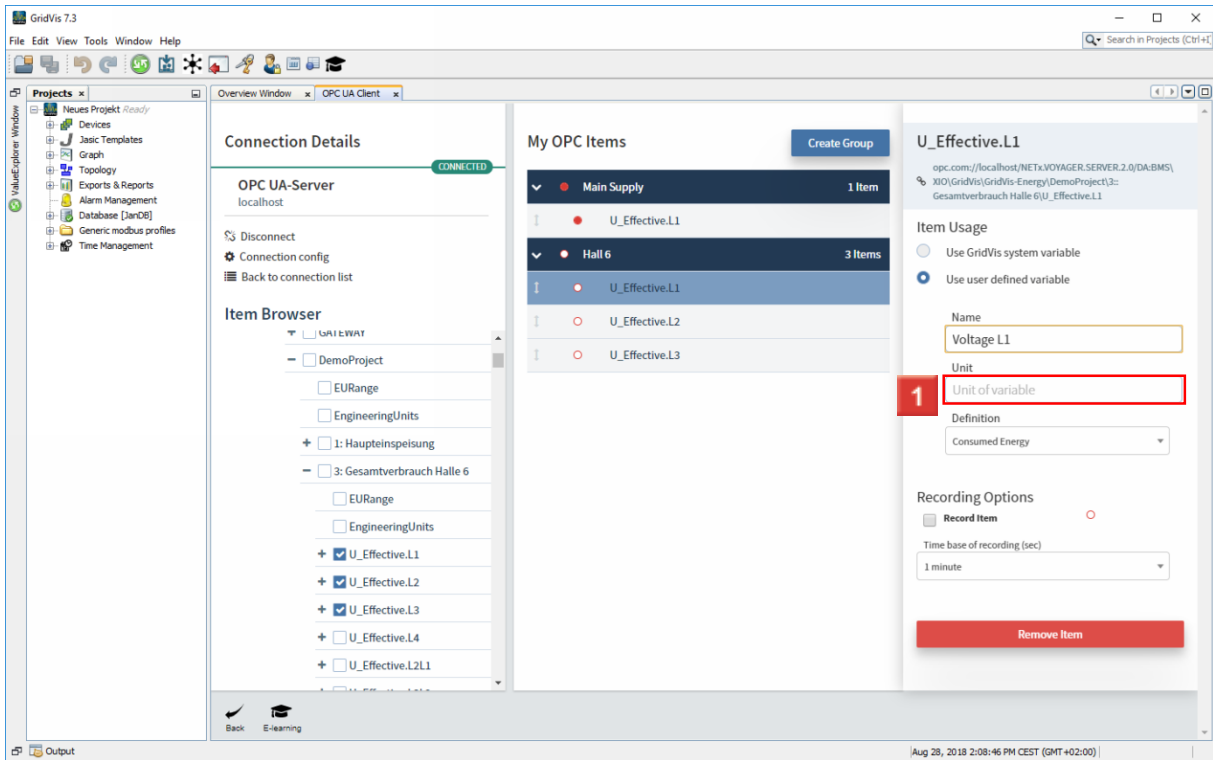 GridVis 7.3
File Edit View Tools Window Help
Search in Projects (Ctrl+I
Projects
Overview Window
OPC UA Client
ValueExplorer Window
Neues Projekt Ready
Devices
Jasic Templates
Graph
Topology
Exports & Reports
Alarm Management
Database [JanDB]
Generic modbus profiles
Time Management
Connection Details
CONNECTED
OPC UA-Server
localhost
Disconnect
Connection config
Back to connection list
Item Browser
GATEWAY
DemoProject
EURange
EngineeringUnits
1: Haupteinspeisung
3: Gesamtverbrauch Halle 6
EURange
EngineeringUnits
U_Effective.L1
U_Effective.L2
U_Effective.L3
U_Effective.L4
U_Effective.L2L1
My OPC Items
Create Group
Main Supply 1 Item
U_Effective.L1
Hall 6 3 Items
U_Effective.L1
U_Effective.L2
U_Effective.L3
U_Effective.L1
opc.com://localhost/NETx.VOYAGER.SERVER.2.0/DA:BMS\
XIO\GridVis\GridVis-Energy\DemoProject\3::
Gesamtverbrauch Halle 6\U_Effective.L1
Item Usage
Use GridVis system variable
Use user defined variable
Name
Voltage L1
Unit
1
Unit of variable
Definition
Consumed Energy
Recording Options
Record Item
Time base of recording (sec)
1 minute
Remove Item
Back
E-learning
Output
Aug 28, 2018 2:08:46 PM CEST (GMT+02:00)